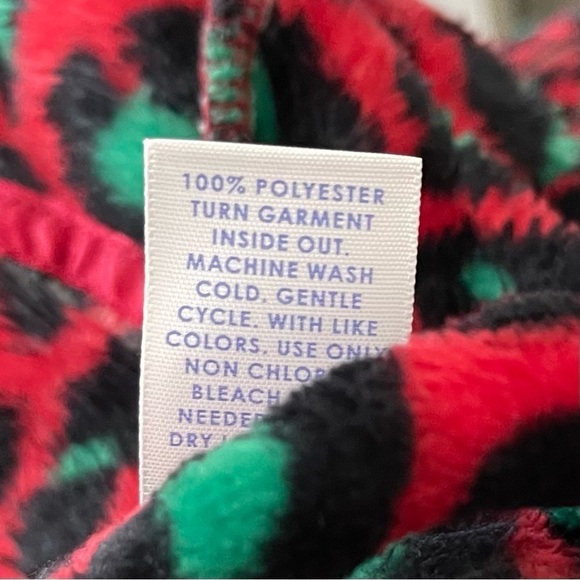 100% POLYESTER
TURN GARMENT
INSIDE OUT.
MACHINE WASH
COLD. GENTLE
CYCLE. WITH LIKE
COLORS. USE ONLY
NON
BLEACH
DRY